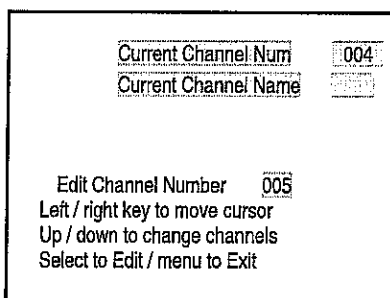 Current Channel Num 004
Current Channel Name
Edit Channel Number 005
Left / right key to move cursor
Up / down to change channels
Select to Edit / menu to Exit